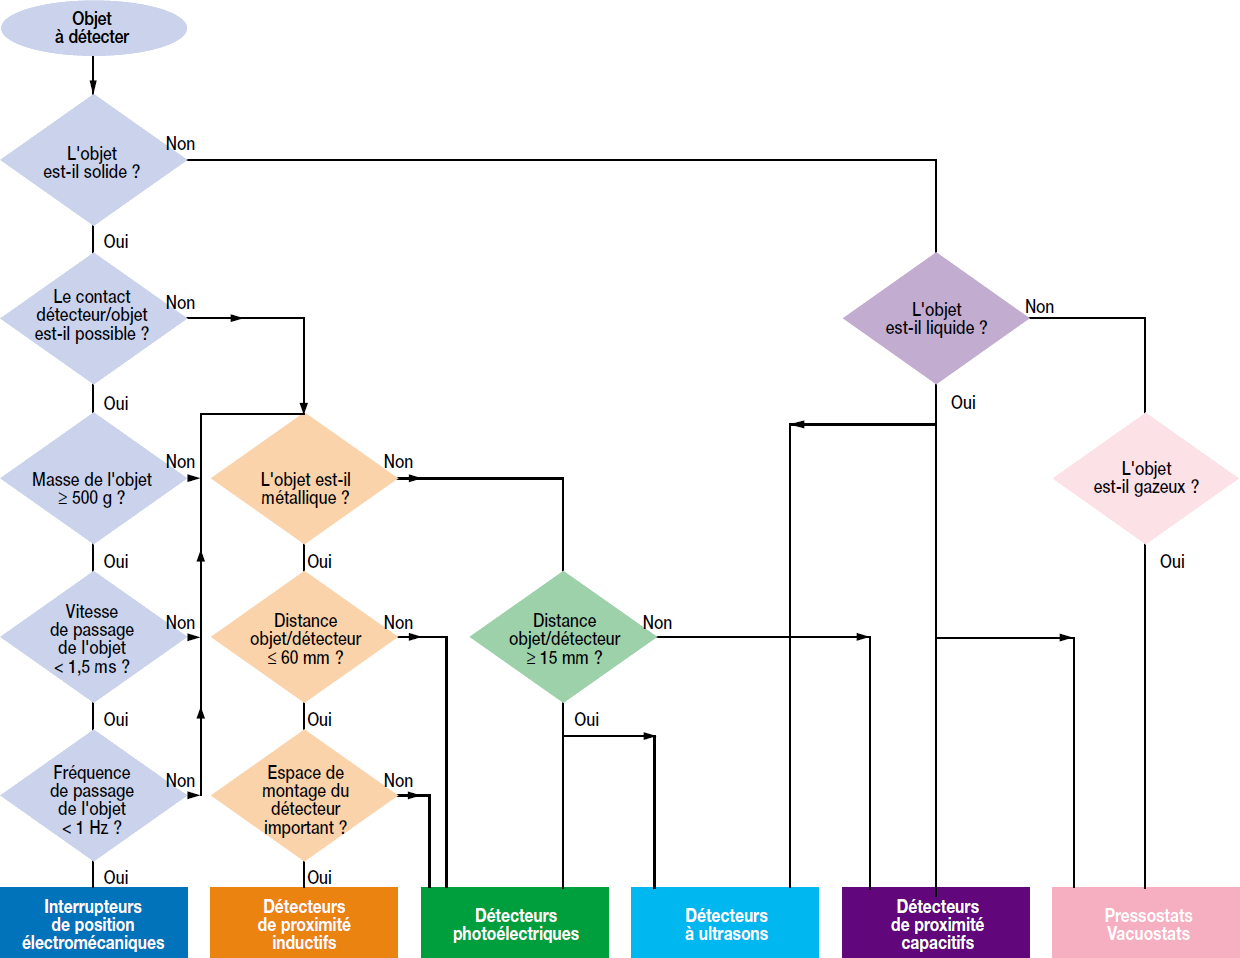 Objet
à détecter
L'objet
est-il solide ?
Non
Oui
Le contact
détecteur/objet
est-il possible ?
Non
Oui
L'objet
est-il liquide ?
Non
Oui
Masse de l'objet
≥ 500 g ?
Non
Oui
L'objet est-il
métallique ?
Non
Oui
L'objet
est-il gazeux ?
Oui
Vitesse
de passage
de l'objet
< 1,5 ms ?
Non
Oui
Distance
objet/détecteur
≤ 60 mm ?
Non
Oui
Distance
objet/détecteur
≥ 15 mm ?
Non
Oui
Fréquence
de passage
de l'objet
< 1 Hz ?
Non
Oui
Espace de
montage du
détecteur
important ?
Non
Oui
Interrupteurs
de position
électromécaniques
Détecteurs
de proximité
inductifs
Détecteurs
photoélectriques
Détecteurs
à ultrasons
Détecteurs
de proximité
capacitifs
Pressostats
Vacuostats